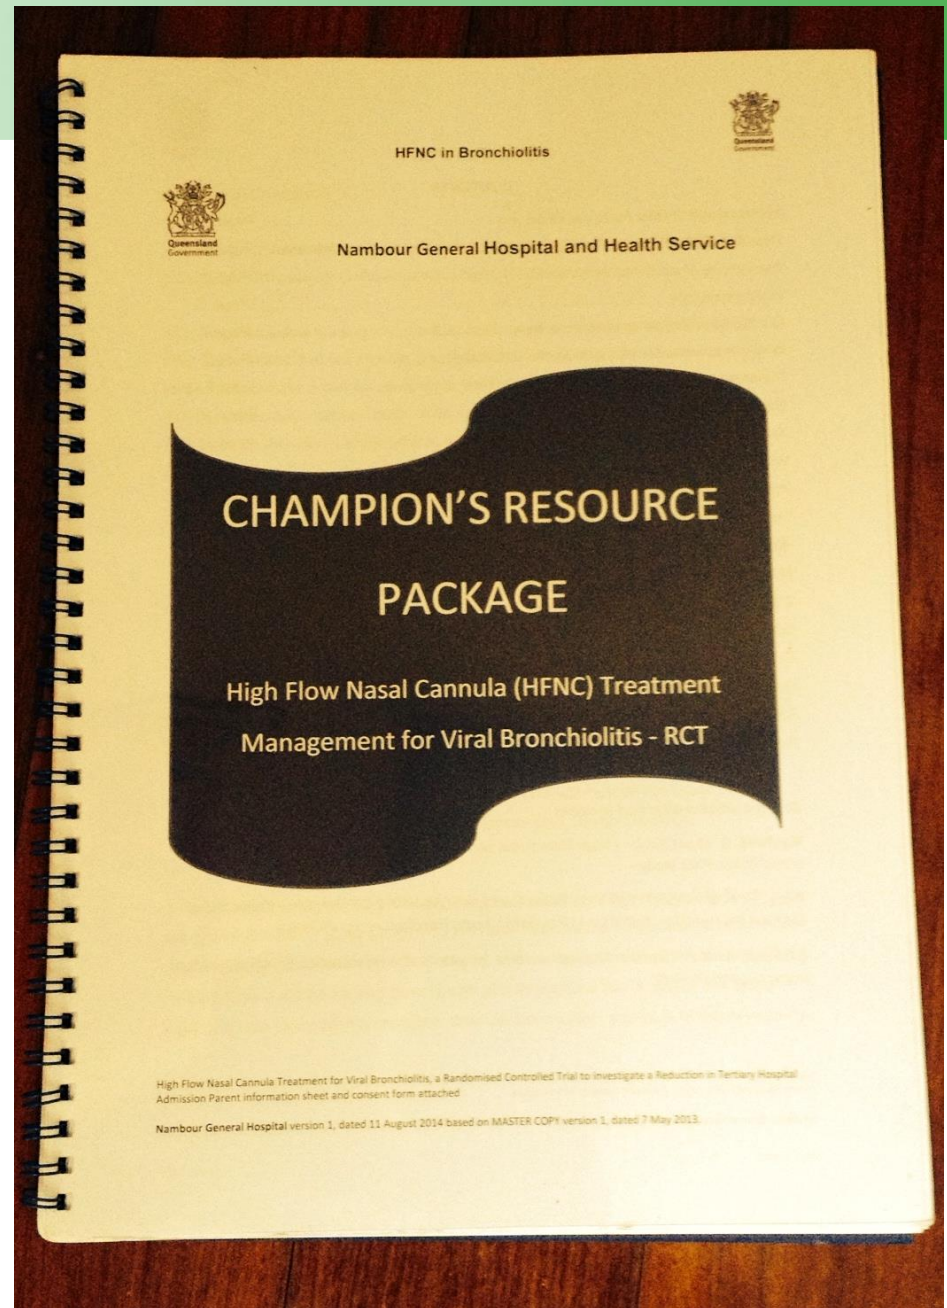 HFNC in Bronchiolitis
Queensland
Government
Queensland
Government
Nambour General Hospital and Health Service
CHAMPION'S RESOURCE
PACKAGE
High Flow Nasal Cannula (HFNC) Treatment
Management for Viral Bronchiolitis - RCT
High Flow Nasal Cannula Treatment for Viral Bronchiolitis, a Randomised Controlled Trial to investigate a Reduction in Tertiary Hospital
Admission Parent information sheet and consent form attached
Nambour General Hospital version 1, dated 11 August 2014 based on MASTER COPY version 1, dated 7 May 2013.